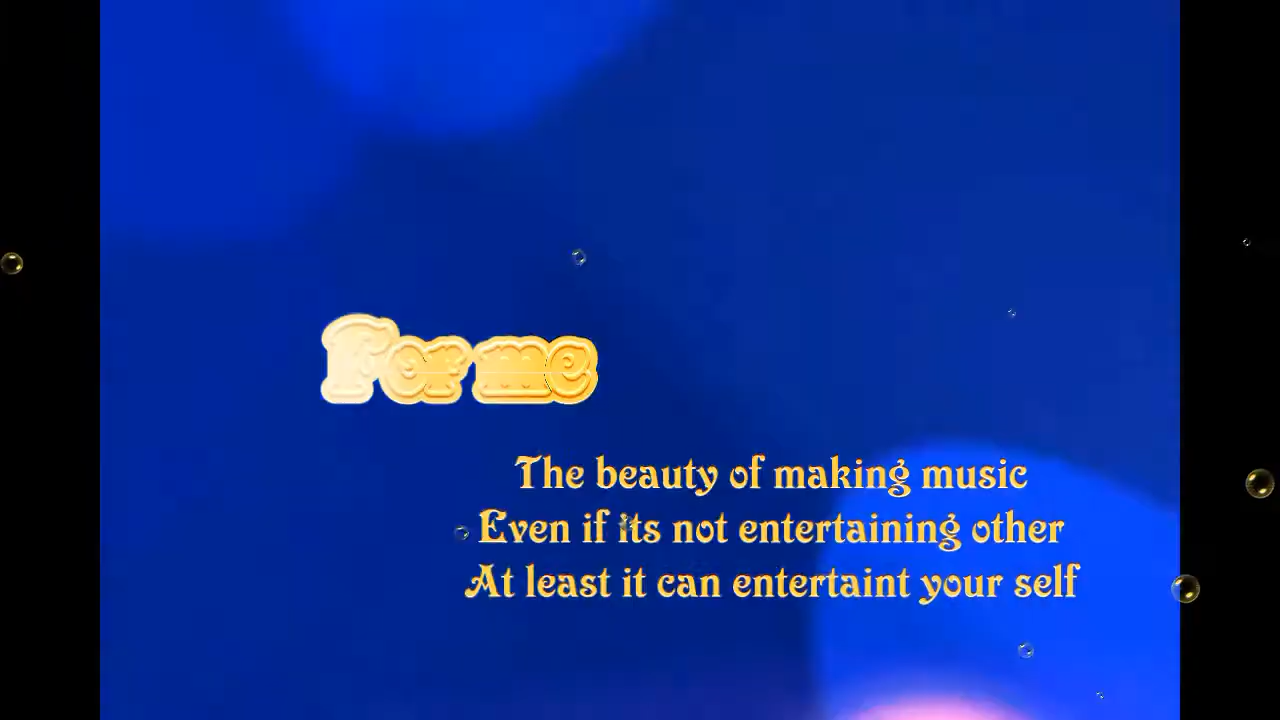 For me
The beauty of making music
Even if its not entertaining other
At least it can entertaint your self